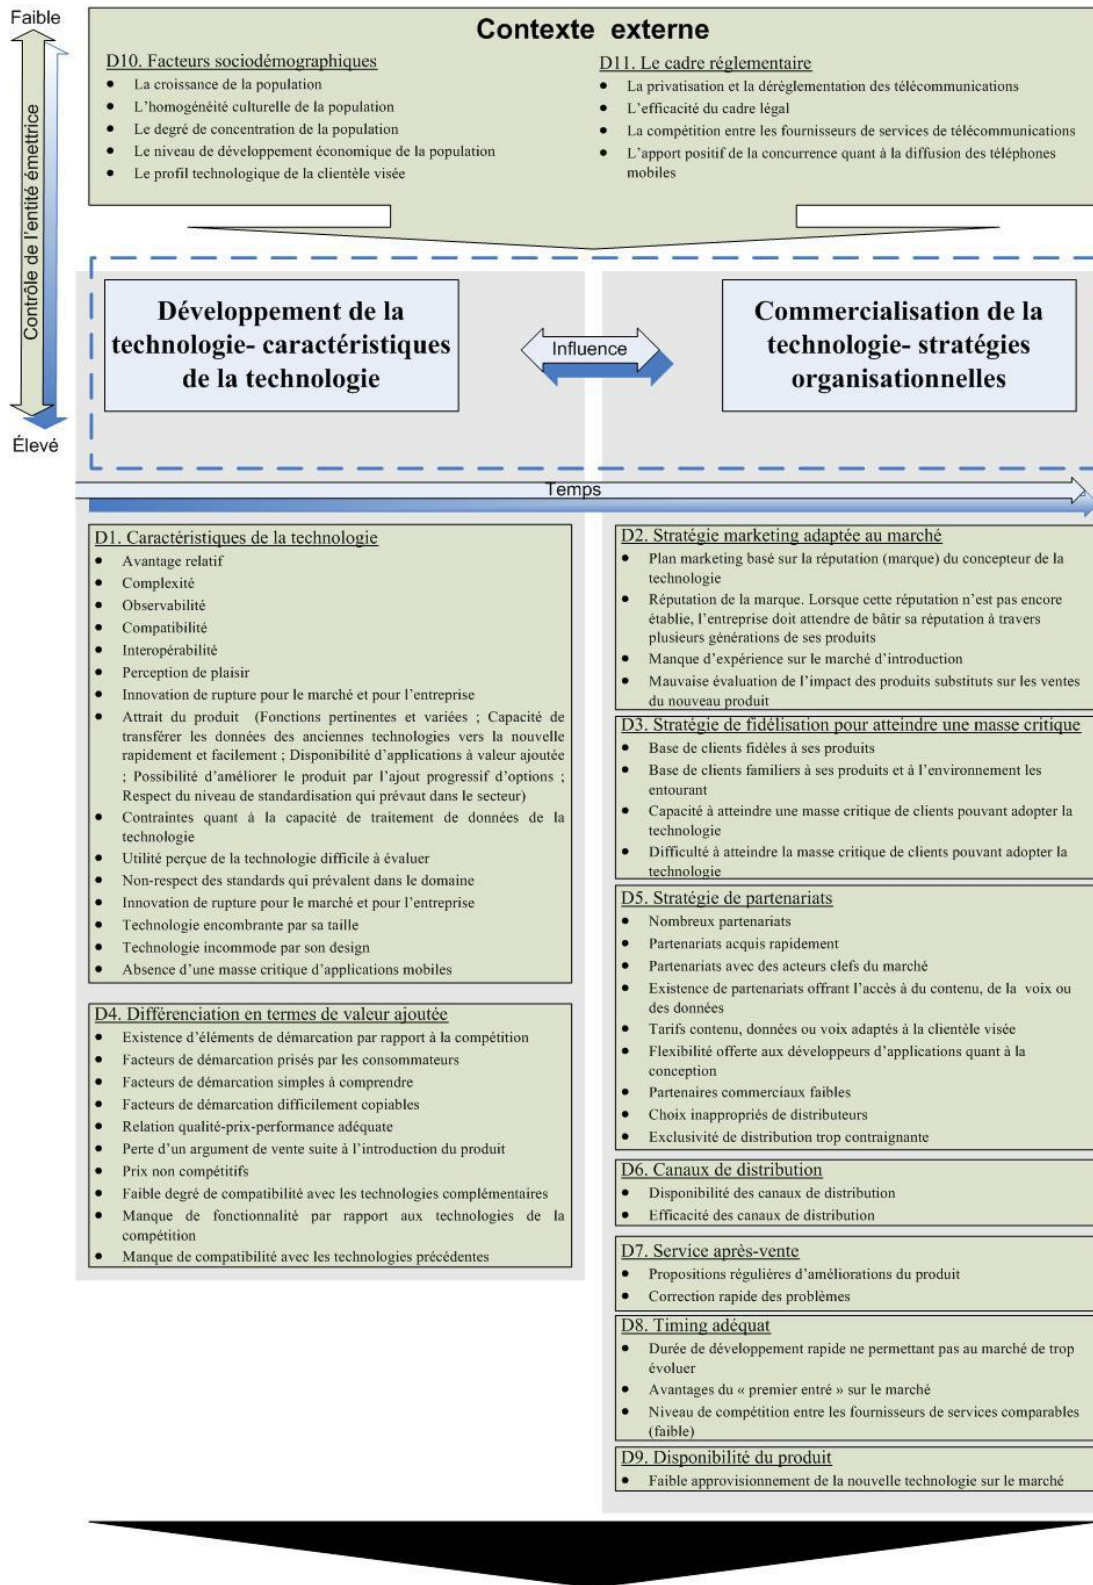 Faible
Contrôle de l'entité émettrice
Élevé
Contexte externe
D10. Facteurs sociodémographiques
• La croissance de la population
• L'homogénéité culturelle de la population
• Le degré de concentration de la population
• Le niveau de développement économique de la population
• Le profil technologique de la clientèle visée
D11. Le cadre réglementaire
• La privatisation et la déréglementation des télécommunications
• L'efficacité du cadre légal
• La compétition entre les fournisseurs de services de télécommunications
• L'apport positif de la concurrence quant à la diffusion des téléphones
mobiles
Développement de la
technologie- caractéristiques
de la technologie
Influence
Commercialisation de la
technologie- stratégies
organisationnelles
Temps
D1. Caractéristiques de la technologie
• Avantage relatif
• Complexité
• Observabilité
• Compatibilité
• Interopérabilité
• Perception de plaisir
• Innovation de rupture pour le marché et pour l'entreprise
• Attrait du produit (Fonctions pertinentes et variées ; Capacité de
transférer les données des anciennes technologies vers la nouvelle
rapidement et facilement ; Disponibilité d'applications à valeur ajoutée
; Possibilité d'améliorer le produit par l'ajout progressif d'options ;
Respect du niveau de standardisation qui prévaut dans le secteur)
• Contraintes quant à la capacité de traitement de données de la
technologie
• Utilité perçue de la technologie difficile à évaluer
• Non-respect des standards qui prévalent dans le domaine
• Innovation de rupture pour le marché et pour l'entreprise
• Technologie encombrante par sa taille
• Technologie incommode par son design
• Absence d'une masse critique d'applications mobiles
D4. Différenciation en termes de valeur ajoutée
• Existence d'éléments de démarcation par rapport à la compétition
• Facteurs de démarcation prisés par les consommateurs
• Facteurs de démarcation simples à comprendre
• Facteurs de démarcation difficilement copiables
• Relation qualité-prix-performance adéquate
• Perte d'un argument de vente suite à l'introduction du produit
• Prix non compétitifs
• Faible degré de compatibilité avec les technologies complémentaires
• Manque de fonctionnalité par rapport aux technologies de la
compétition
• Manque de compatibilité avec les technologies précédentes
D2. Stratégie marketing adaptée au marché
• Plan marketing basé sur la réputation (marque) du concepteur de la
technologie
• Réputation de la marque. Lorsque cette réputation n'est pas encore
établie, l'entreprise doit attendre de bâtir sa réputation à travers
plusieurs générations de ses produits
• Manque d'expérience sur le marché d'introduction
• Mauvaise évaluation de l'impact des produits substituts sur les ventes
du nouveau produit
D3. Stratégie de fidélisation pour atteindre une masse critique
• Base de clients fidèles à ses produits
• Base de clients familiers à ses produits et à l'environnement les
entourant
• Capacité à atteindre une masse critique de clients pouvant adopter la
technologie
• Difficulté à atteindre la masse critique de clients pouvant adopter la
technologie
D5. Stratégie de partenariats
• Nombreux partenariats
• Partenariats acquis rapidement
• Partenariats avec des acteurs clefs du marché
• Existence de partenariats offrant l'accès à du contenu, de la voix ou
des données
• Tarifs contenu, données ou voix adaptés à la clientèle visée
• Flexibilité offerte aux développeurs d'applications quant à la
conception
• Partenaires commerciaux faibles
• Choix inappropriés de distributeurs
• Exclusivité de distribution trop contraignante
D6. Canaux de distribution
• Disponibilité des canaux de distribution
• Efficacité des canaux de distribution
D7. Service après-vente
• Propositions régulières d'améliorations du produit
• Correction rapide des problèmes
D8. Timing adéquat
• Durée de développement rapide ne permettant pas au marché de trop
évoluer
• Avantages du « premier entré » sur le marché
• Niveau de compétition entre les fournisseurs de services comparables
(faible)
D9. Disponibilité du produit
• Faible approvisionnement de la nouvelle technologie sur le marché